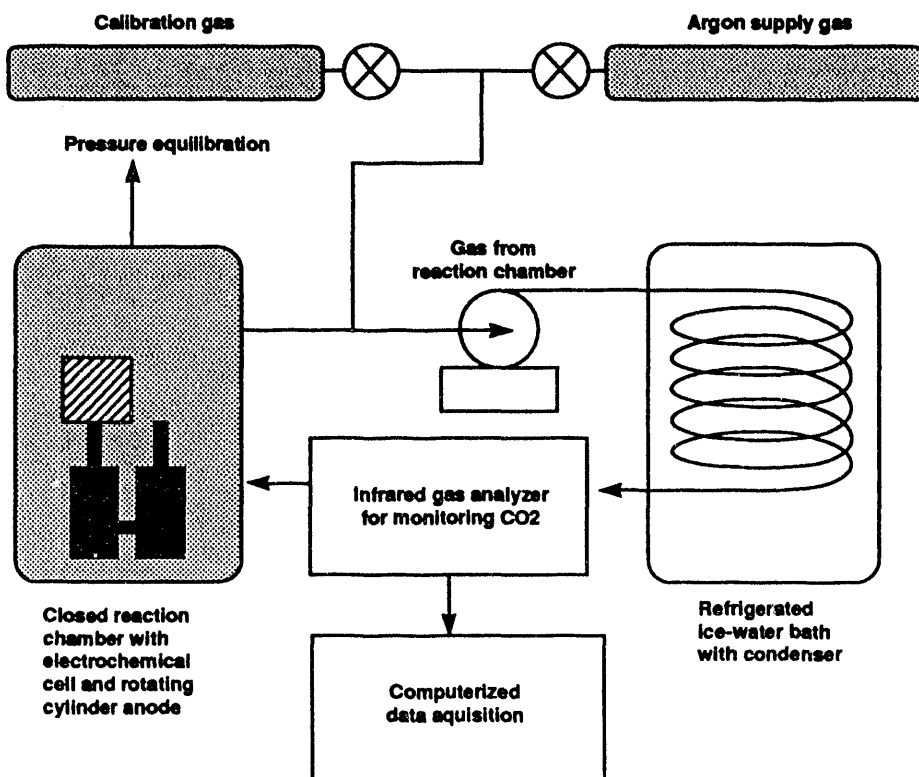 Calibration gas
Argon supply gas
Pressure equilibration
Gas from
reaction chamber
Infrared gas analyzer
for monitoring CO2
Closed reaction
chamber with
electrochemical
cell and rotating
cylinder anode
Refrigerated
ice-water bath
with condenser
Computerized
data aquisition